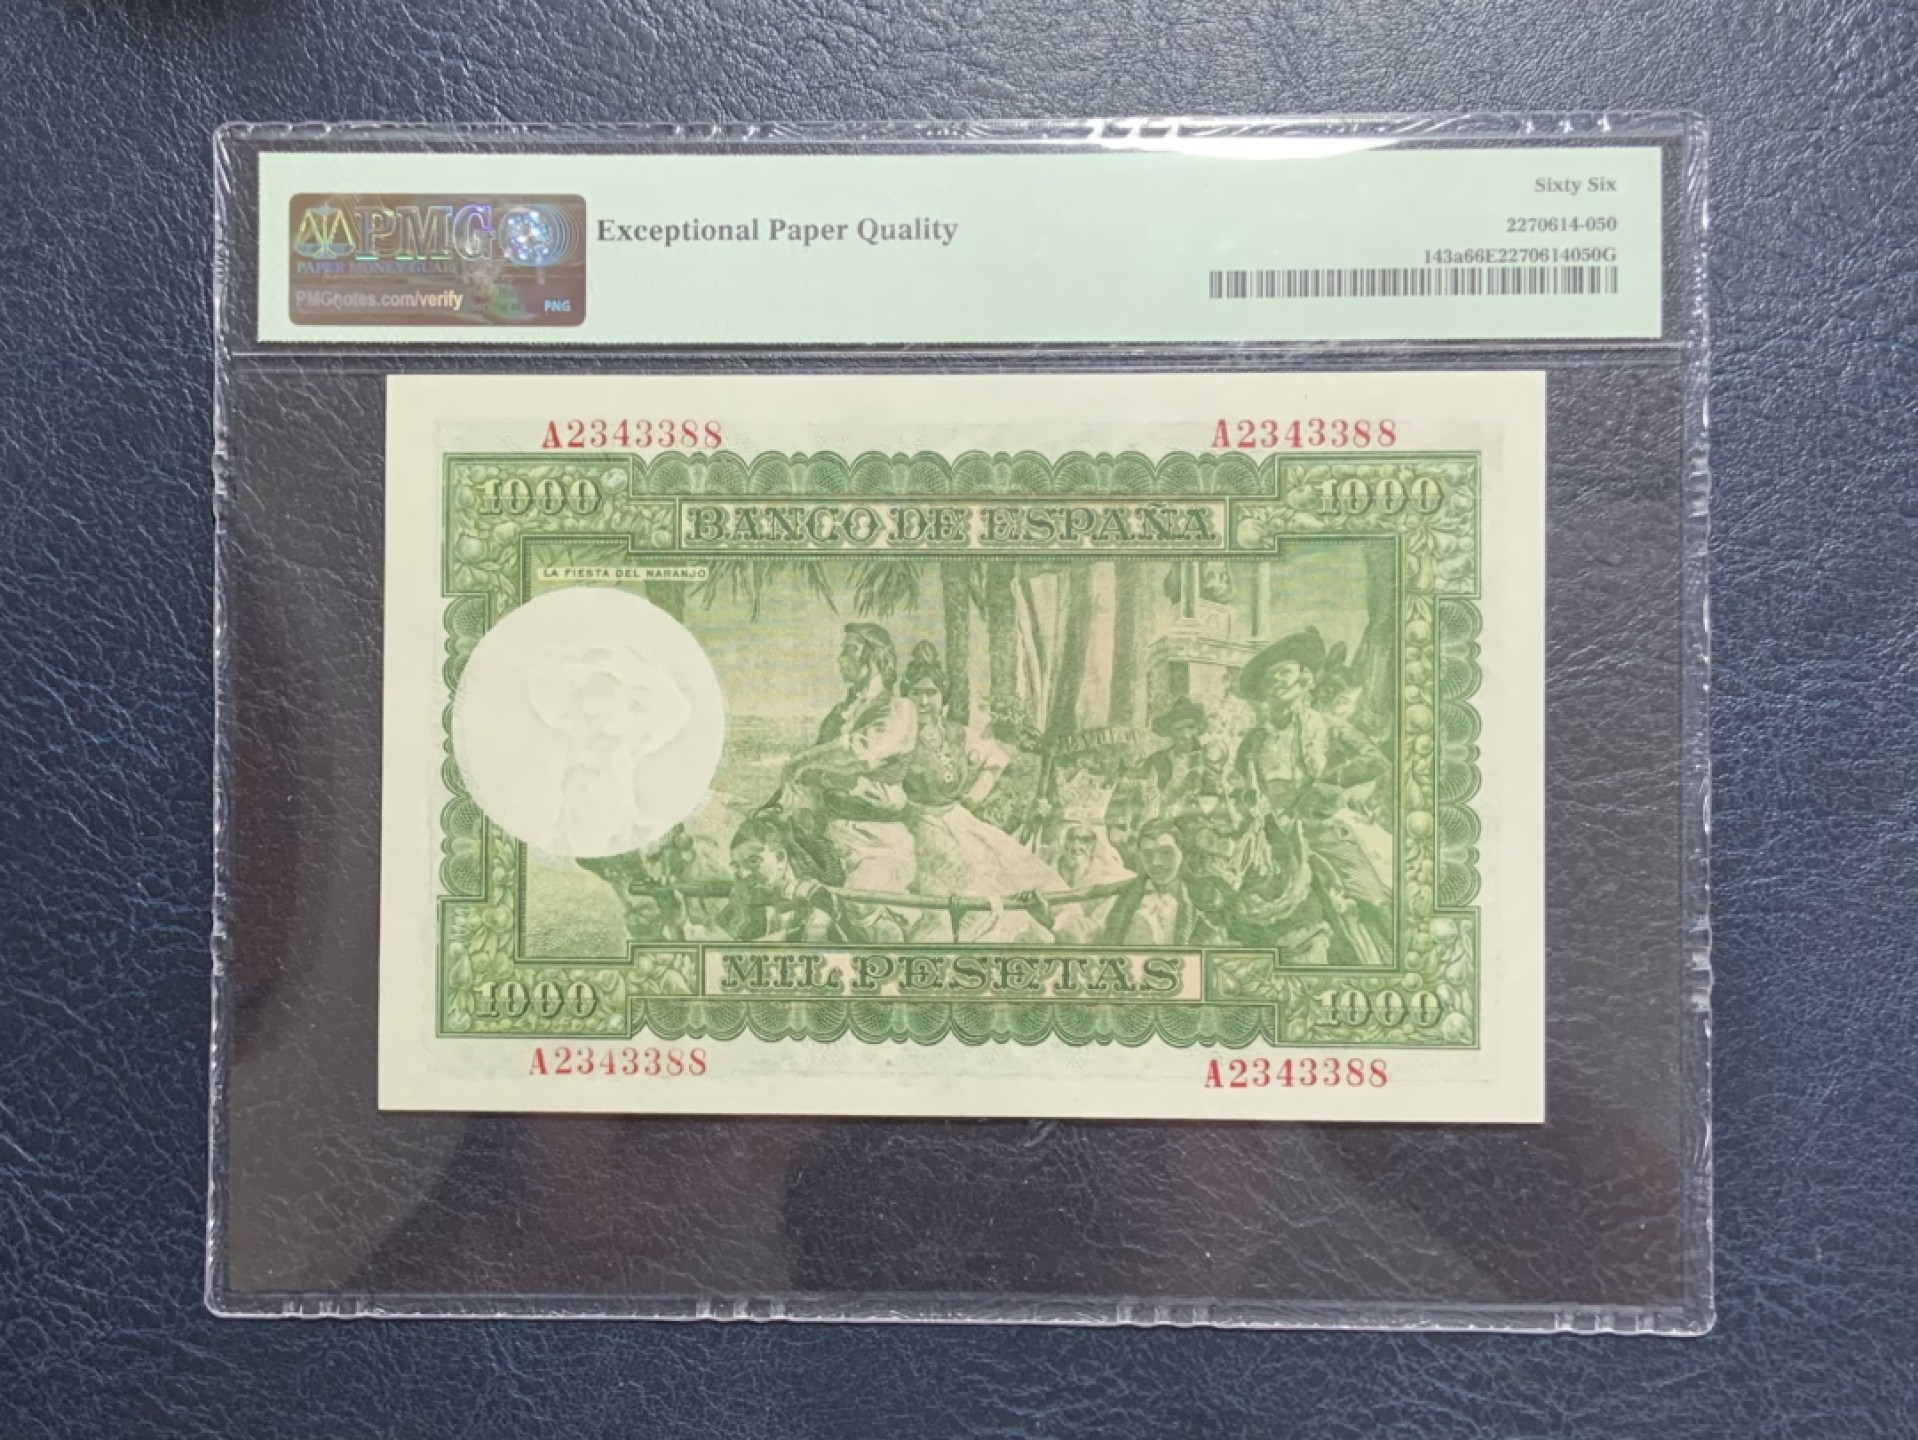 Sixty Six
PMG
Exceptional Paper Quality
2270614-050
PAPER MONEY GUAR
143a66E2270614050G
PMGnotes.com/verify
PNG
A2343388 A2343388
1000 1000
BANCO DE ESPAÑA
LA FIESTA DEL NARANJO
MIL PESETAS
1000 1000
A2343388 A2343388